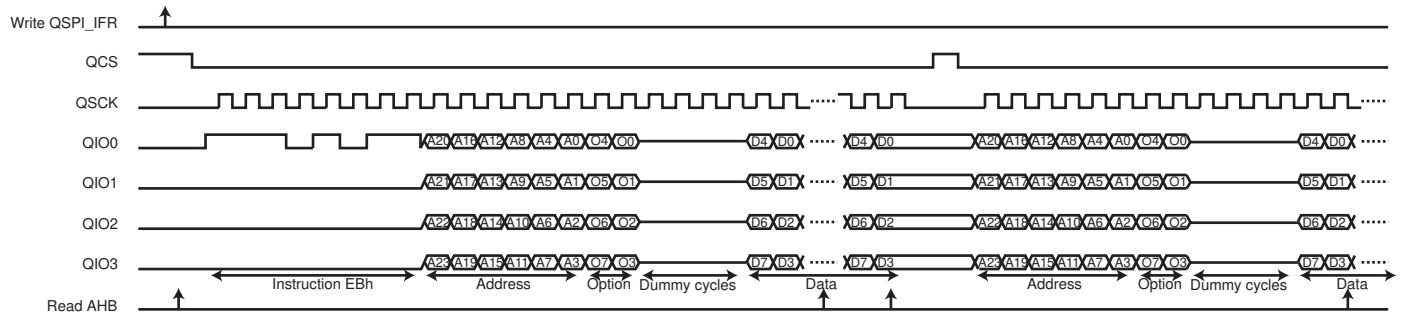 Write QSPI_IFR
QCS
QSCK
QIO0 A20 A16 A12 A8 A4 A0 O4 O0 D4 D0 D4 D0 A20 A16 A12 A8 A4 A0 O4 O0 D4 D0
QIO1 A21 A17 A13 A9 A5 A1 O5 O1 D5 D1 D5 D1 A21 A17 A13 A9 A5 A1 O5 O1 D5 D1
QIO2 A22 A18 A14 A10 A6 A2 O6 O2 D6 D2 D6 D2 A22 A18 A14 A10 A6 A2 O6 O2 D6 D2
QIO3 A23 A19 A15 A11 A7 A3 O7 O3 D7 D3 D7 D3 A23 A19 A15 A11 A7 A3 O7 O3 D7 D3
Instruction EBh Address Option Dummy cycles Data Address Option Dummy cycles Data
Read AHB